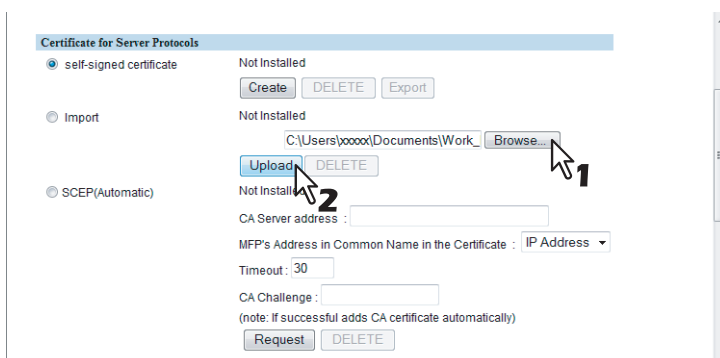 Certificate for Server Protocols
self-signed certificate Not Installed
Create DELETE Export
Import Not Installed
C:\Users\xxxxx\Documents\Work_ Browse...
1
Upload DELETE
2
SCEP(Automatic) Not Installed
CA Server address :
MFP's Address in Common Name in the Certificate : IP Address
Timeout : 30
CA Challenge :
(note: If successful adds CA certificate automatically)
Request DELETE